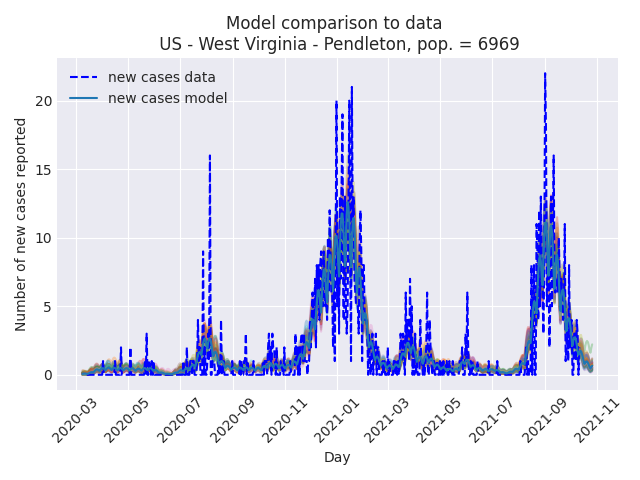 Model comparison to data
US - West Virginia - Pendleton, pop. = 6969
new cases data
new cases model
Number of new cases reported
20
15
10
5
0
2020-03
2020-05
2020-07
2020-09
2020-11
2021-01
2021-03
2021-05
2021-07
2021-09
2021-11
Day